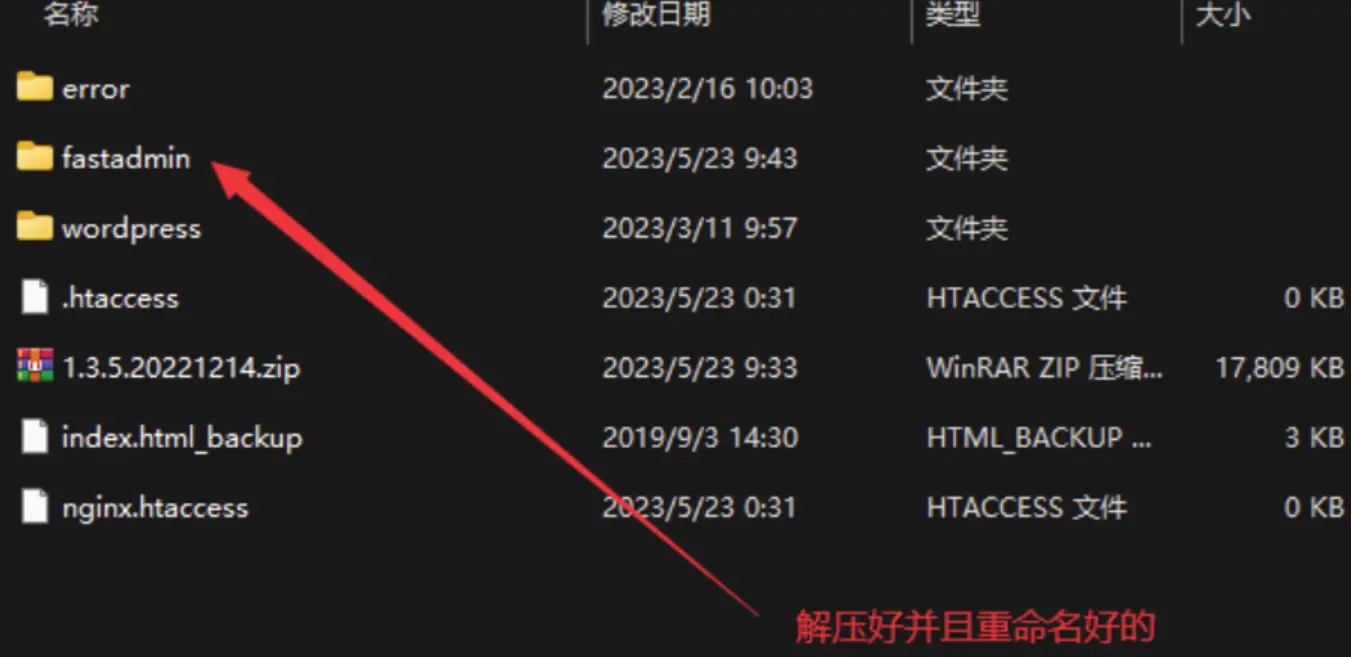 名称 修改日期 类型 大小
error 2023/2/16 10:03 文件夹
fastadmin 2023/5/23 9:43 文件夹
wordpress 2023/3/11 9:57 文件夹
.htaccess 2023/5/23 0:31 HTACCESS 文件 0 KB
1.3.5.20221214.zip 2023/5/23 9:33 WinRAR ZIP 压缩... 17,809 KB
index.html_backup 2019/9/3 14:30 HTML_BACKUP ... 3 KB
nginx.htaccess 2023/5/23 0:31 HTACCESS 文件 0 KB
解压好并且重命名好的